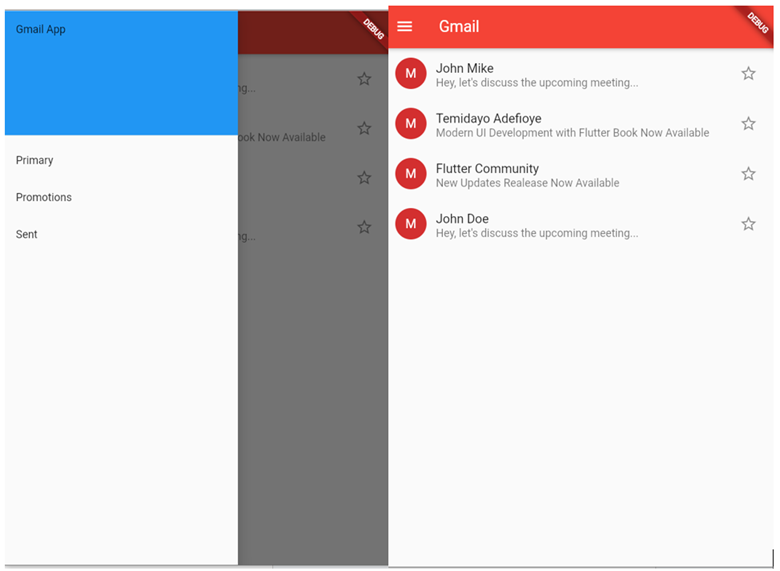 Gmail App
DEBUG
ng...
ook Now Available
ng...
Primary
Promotions
Sent
Gmail
DEBUG
M
John Mike
Hey, let's discuss the upcoming meeting...
M
Temidayo Adefioye
Modern UI Development with Flutter Book Now Available
M
Flutter Community
New Updates Realease Now Available
M
John Doe
Hey, let's discuss the upcoming meeting...